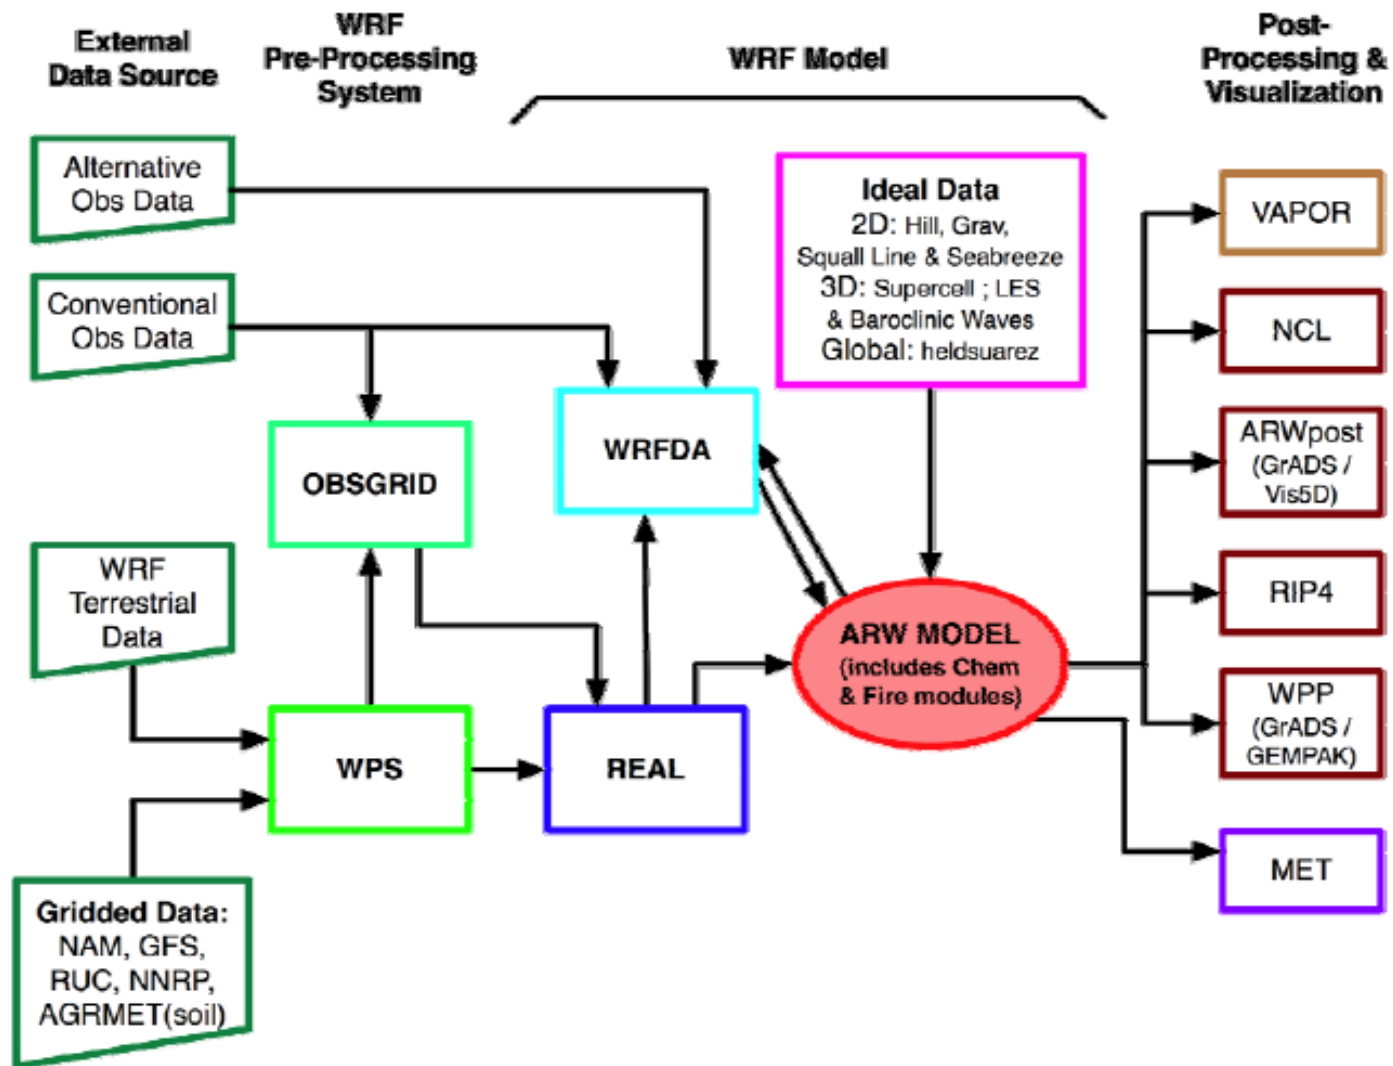 External
Data Source
WRF
Pre-Processing
System
WRF Model
Post-
Processing &
Visualization
Alternative
Obs Data
Conventional
Obs Data
WRF
Terrestrial
Data
Gridded Data:
NAM, GFS,
RUC, NNRP,
AGRMET(soil)
OBSGRID
WPS
WRFDA
REAL
Ideal Data
2D: Hill, Grav,
Squall Line & Seabreeze
3D: Supercell ; LES
& Baroclinic Waves
Global: heldsuarez
ARW MODEL
(includes Chem
& Fire modules)
VAPOR
NCL
ARWpost
(GrADS /
Vis5D)
RIP4
WPP
(GrADS /
GEMPAK)
MET